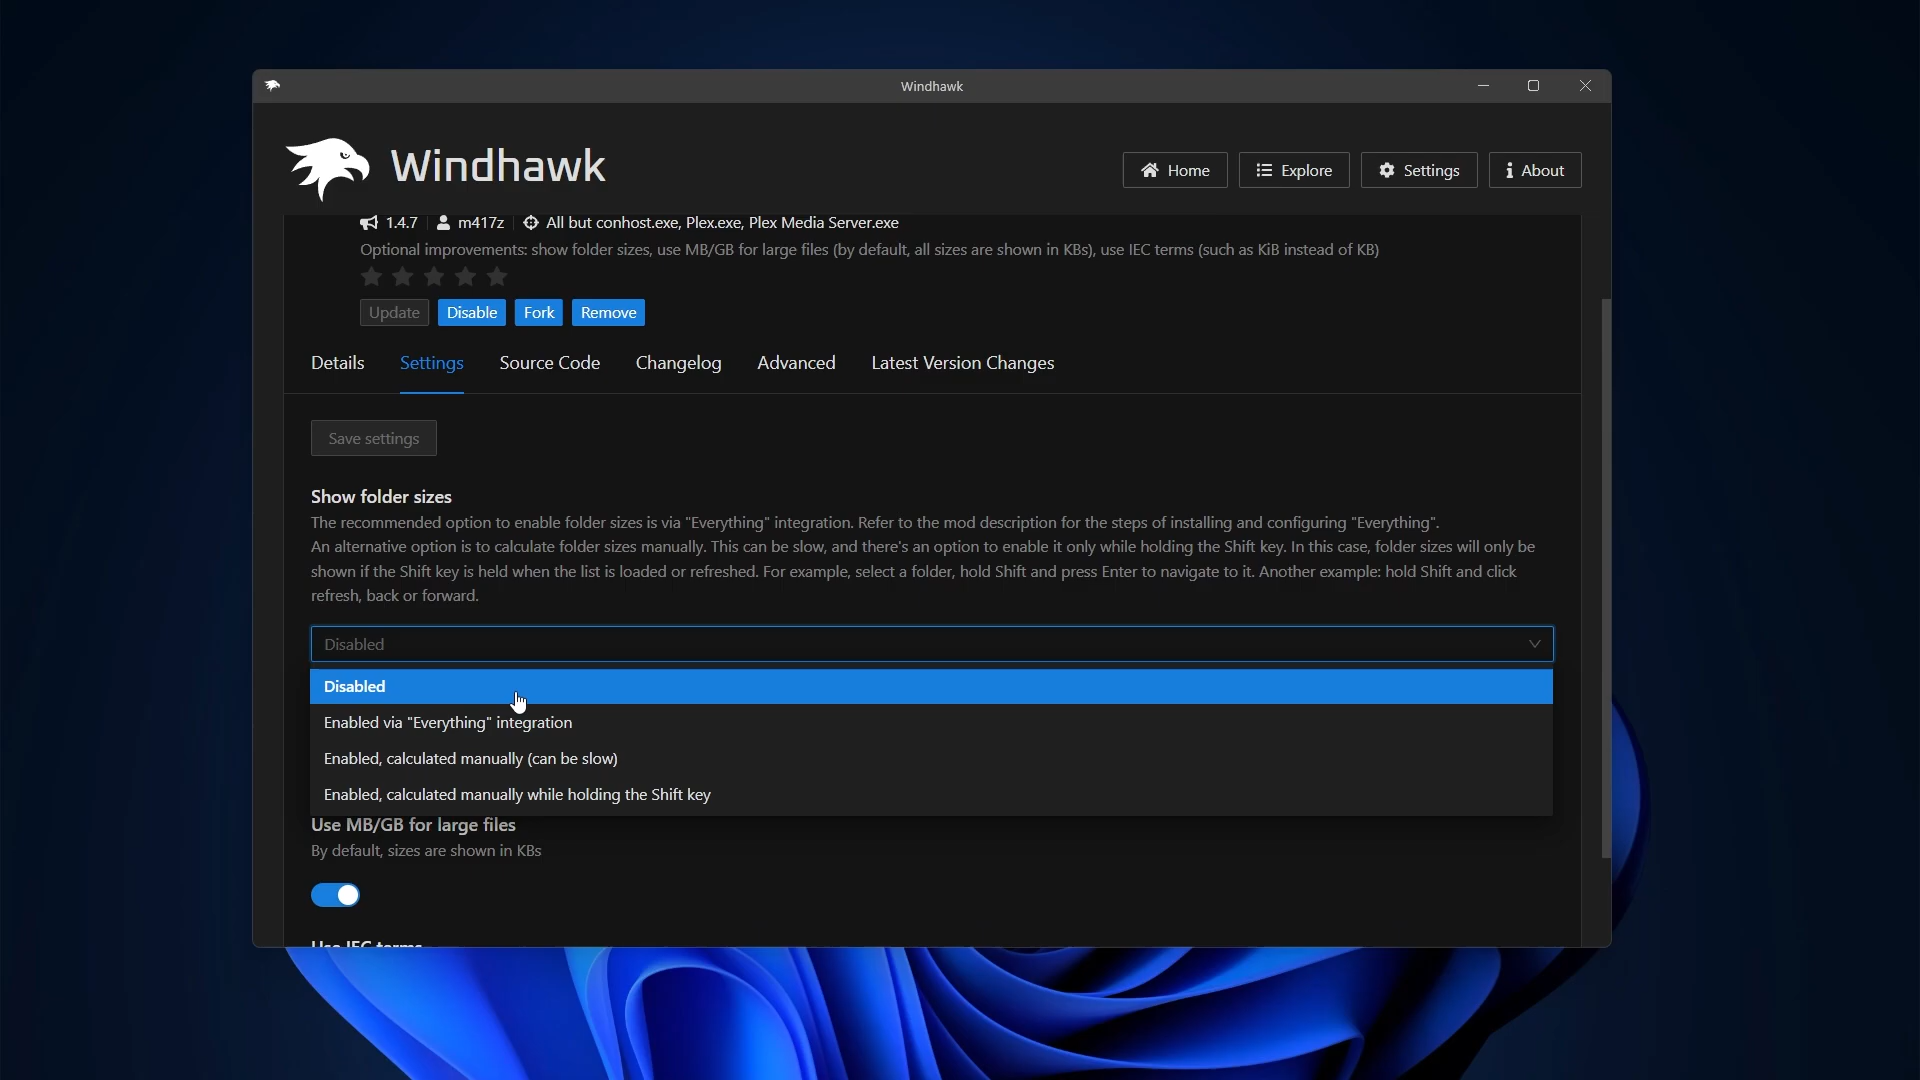 Windhawk
Windhawk
Home
Explore
Settings
About
1.4.7 m417z All but conhost.exe, Plex.exe, Plex Media Server.exe
Optional improvements: show folder sizes, use MB/GB for large files (by default, all sizes are shown in KBs), use IEC terms (such as KiB instead of KB)
Update Disable Fork Remove
Details Settings Source Code Changelog Advanced Latest Version Changes
Save settings
Show folder sizes
The recommended option to enable folder sizes is via "Everything" integration. Refer to the mod description for the steps of installing and configuring "Everything".
An alternative option is to calculate folder sizes manually. This can be slow, and there's an option to enable it only while holding the Shift key. In this case, folder sizes will only be
shown if the Shift key is held when the list is loaded or refreshed. For example, select a folder, hold Shift and press Enter to navigate to it. Another example: hold Shift and click
refresh, back or forward.
Disabled
Disabled
Enabled via "Everything" integration
Enabled, calculated manually (can be slow)
Enabled, calculated manually while holding the Shift key
Use MB/GB for large files
By default, sizes are shown in KBs
Use IEC terms